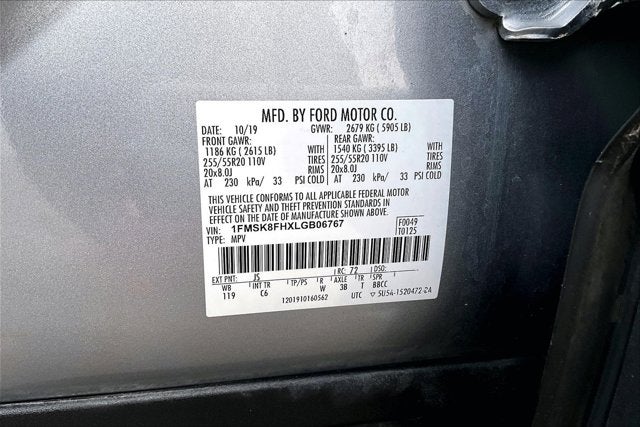 MFD. BY FORD MOTOR CO.
DATE: 10/19 GVWR: 2679 KG ( 5905 LB)
FRONT GAWR: REAR GAWR:
1186 KG ( 2615 LB) WITH 1540 KG ( 3395 LB) WITH
255/55R20 110V TIRES 255/55R20 110V TIRES
20x8.0J RIMS 20x8.0J RIMS
AT 230 kPa/ 33 PSI COLD AT 230 kPa/ 33 PSI COLD
THIS VEHICLE CONFORMS TO ALL APPLICABLE FEDERAL MOTOR
VEHICLE SAFETY AND THEFT PREVENTION STANDARDS IN
EFFECT ON THE DATE OF MANUFACTURE SHOWN ABOVE.
VIN: 1FMSK8FHXLGB06767 F0049
TYPE: MPV T0125
EXT PNT: JS RC: 72 DSO:
WB INT TR TP/PS R AXLE TR SPR
119 C6 W 3B T BBCC
1201910160562 UTC ▽ 5U5A-1520472-AA